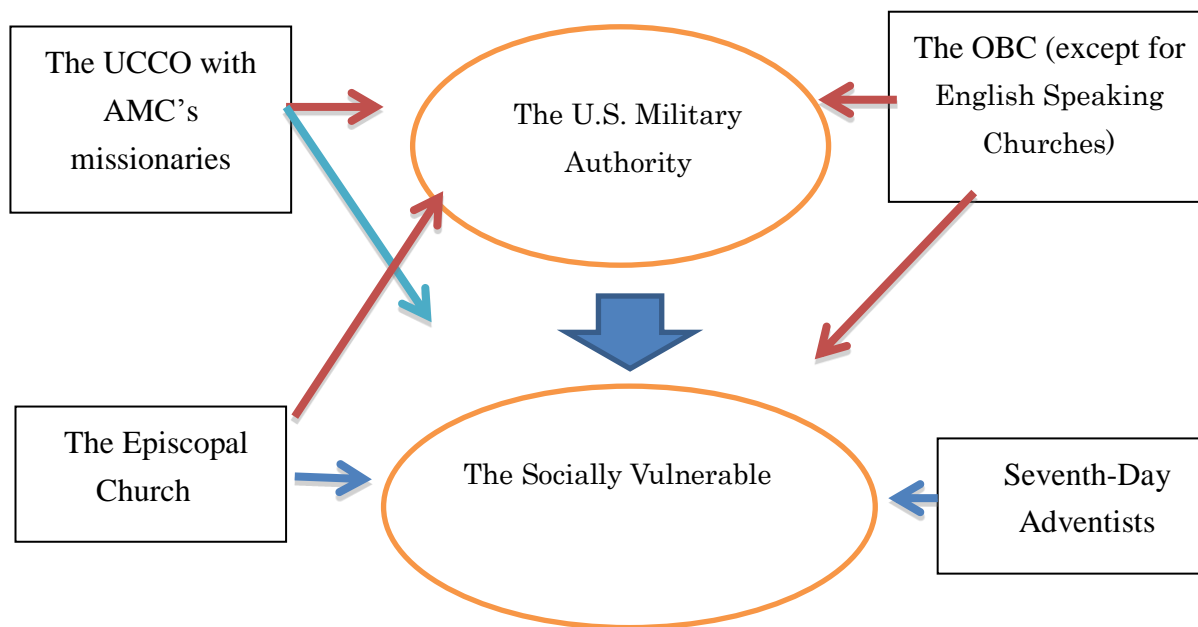 The UCCO with
AMC's
missionaries
The U.S. Military
Authority
The OBC (except for
English Speaking
Churches)
The Episcopal
Church
The Socially Vulnerable
Seventh-Day
Adventists